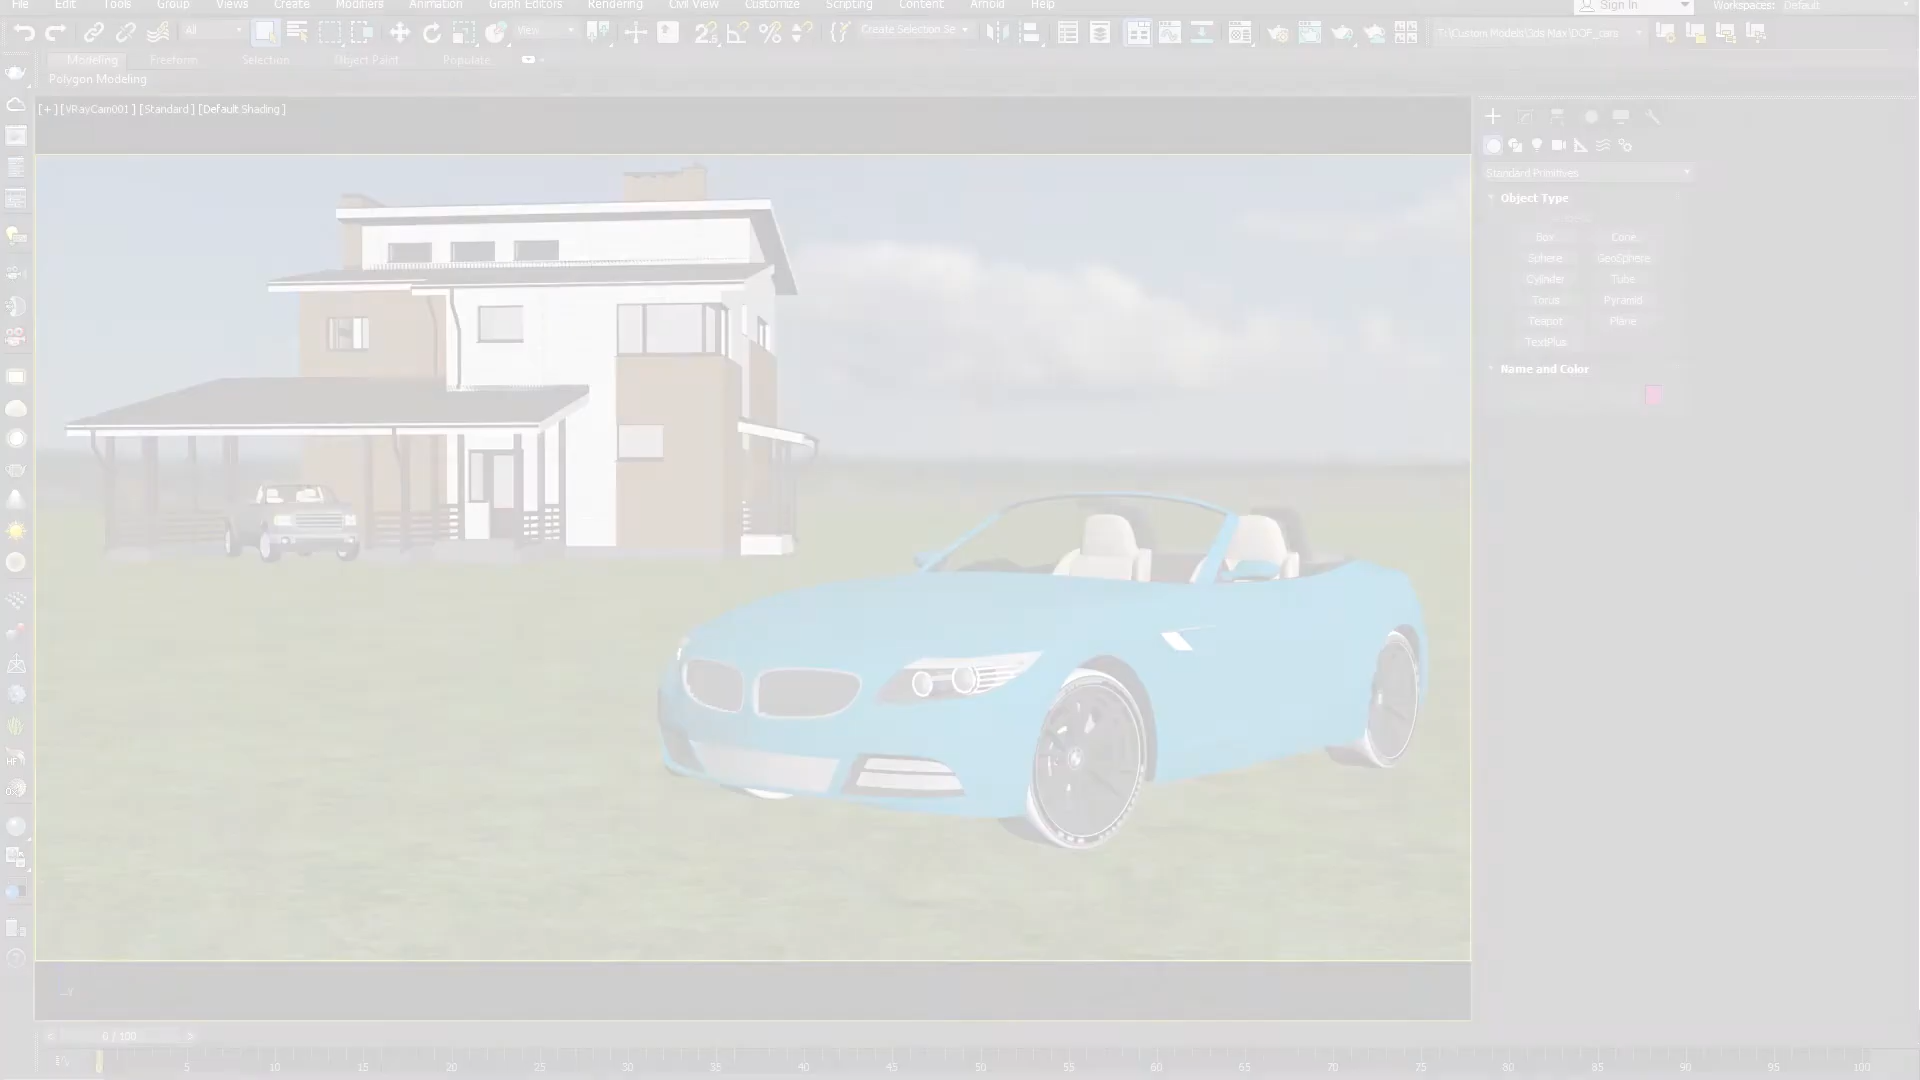 File Edit Tools Group Views Create Modifiers Animation Graph Editors Rendering Civil View Customize Scripting Content Arnold Help Sign In Workspaces: Default
All View Create Selection Se
Modeling Freeform Selection Object Paint Populate
Polygon Modeling
[+] [VRayCam001] [Standard] [Default Shading]
Standard Primitives
Object Type
Box Cone
Sphere GeoSphere
Cylinder Tube
Torus Pyramid
Teapot Plane
TextPlus
Name and Color
6 / 100
5 10 15 20 25 30 35 40 45 50 55 60 65 70 75 80 85 90 95 100